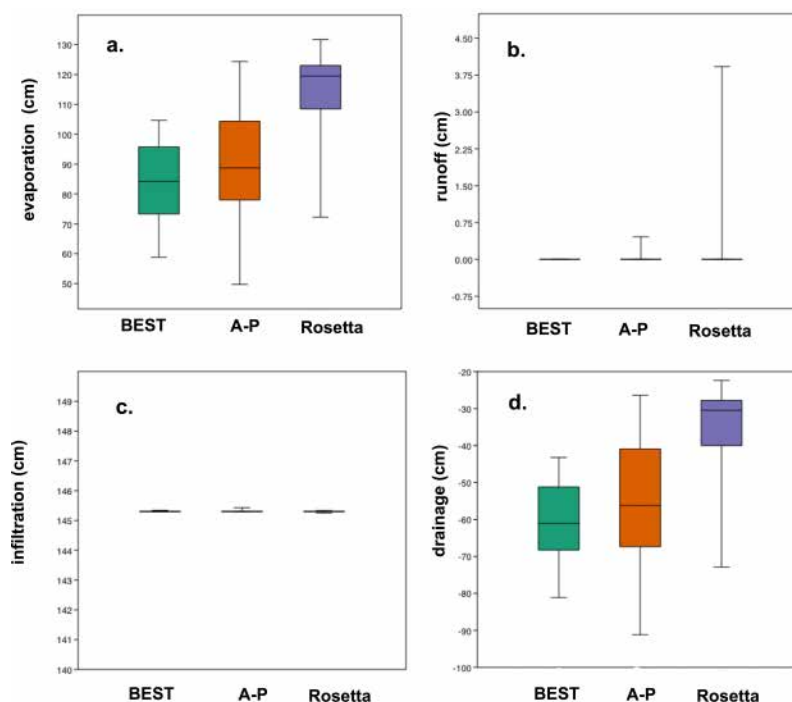 a.
evaporation (cm)
130
120
110
100
90
80
70
60
50
BEST
A-P
Rosetta
b.
runoff (cm)
4.50
3.75
2.25
1.50
0.75
0.00
-0.75
BEST
A-P
Rosetta
c.
infiltration (cm)
149
148
147
146
145
144
143
142
141
140
BEST
A-P
Rosetta
d.
drainage (cm)
-20
-30
-40
-50
-60
-70
-80
-90
-100
BEST
A-P
Rosetta